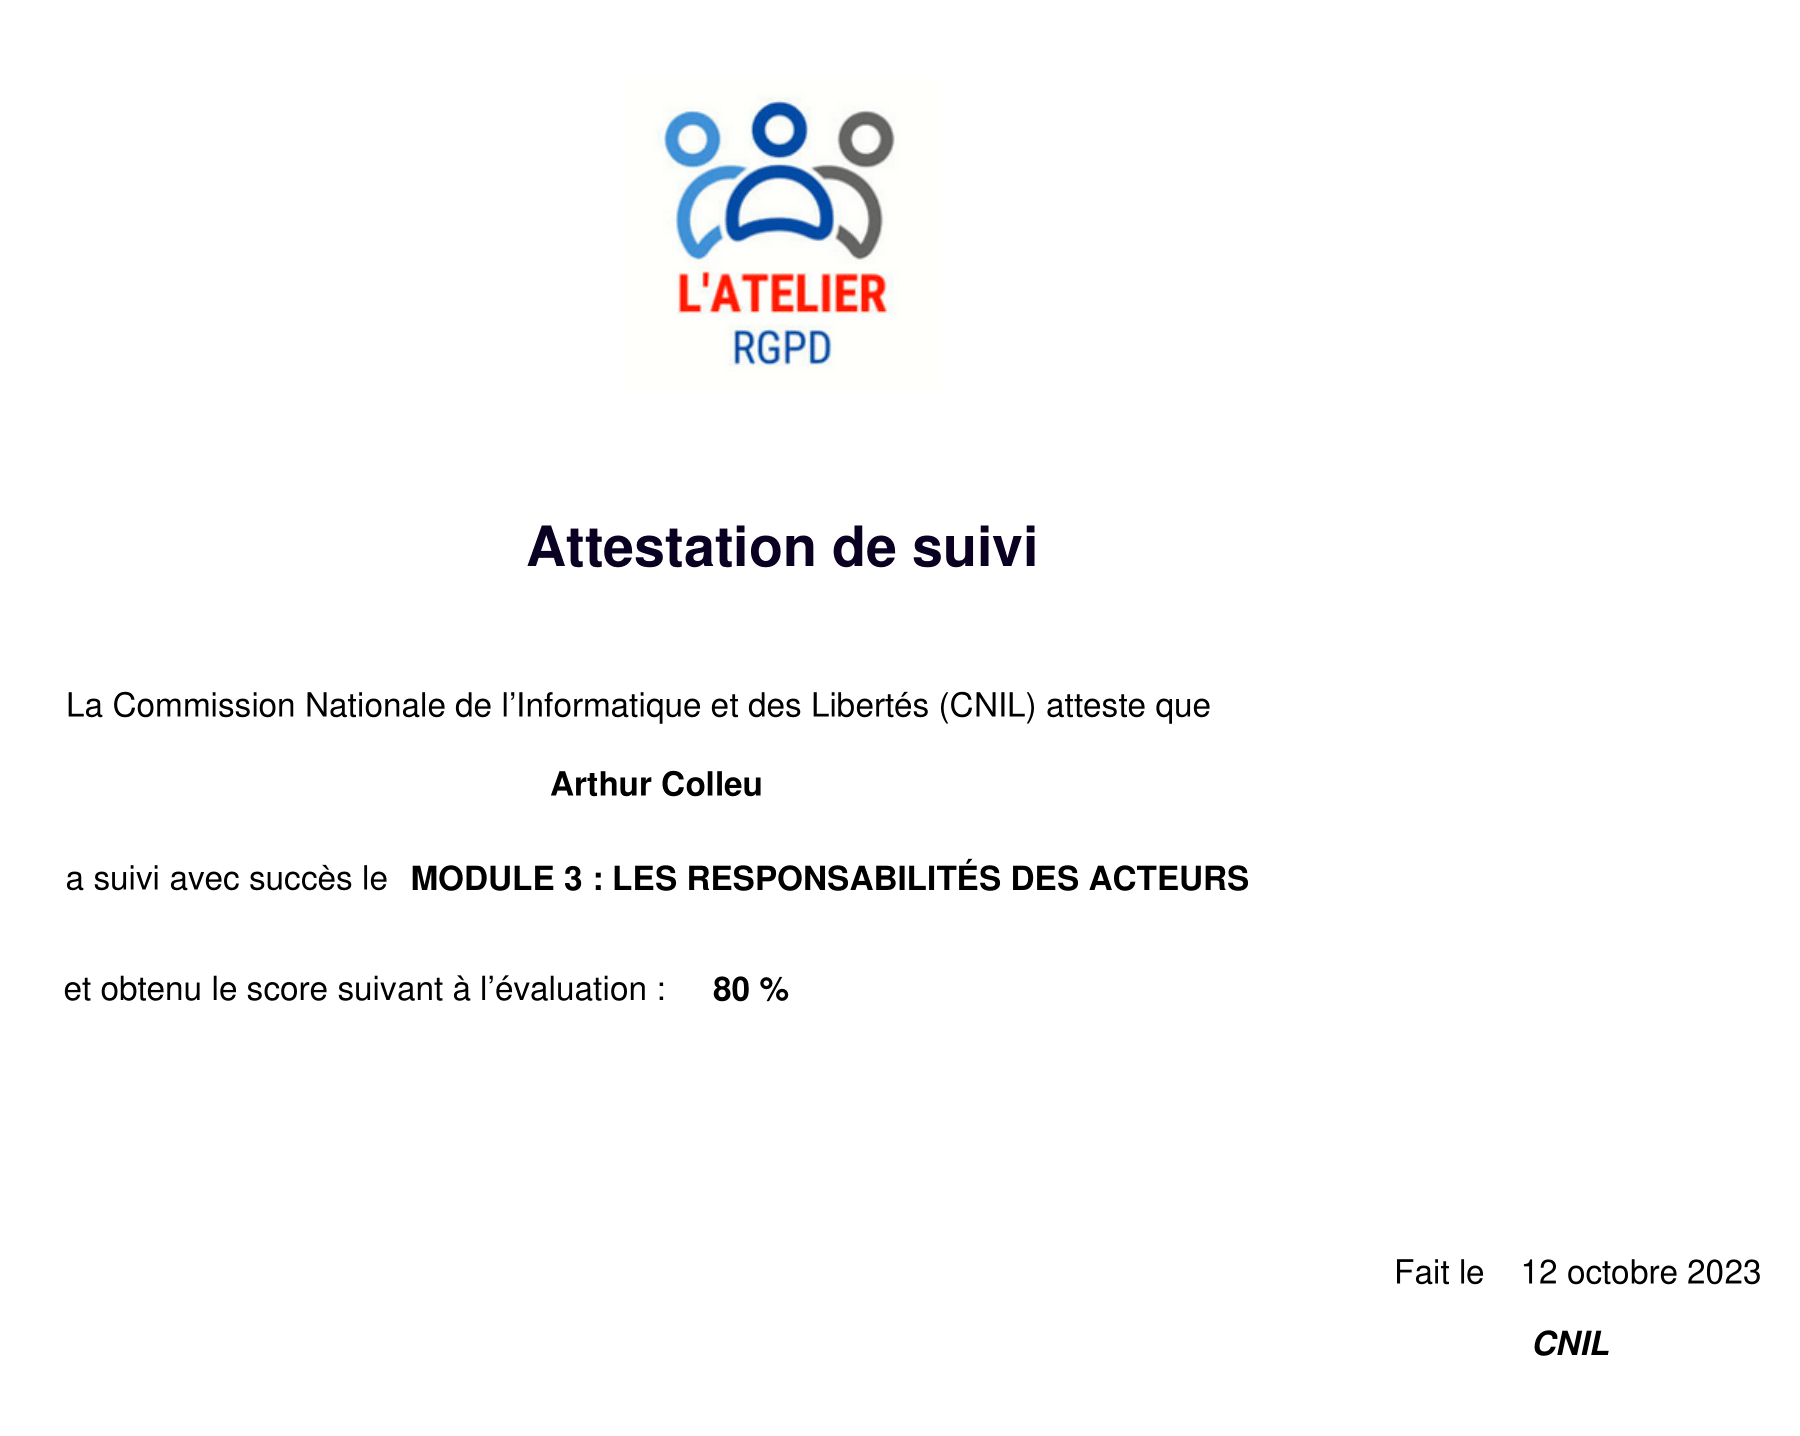 L'ATELIER
RGPD
Attestation de suivi
La Commission Nationale de l’Informatique et des Libertés (CNIL) atteste que
Arthur Colleu
a suivi avec succès le MODULE 3 : LES RESPONSABILITÉS DES ACTEURS
et obtenu le score suivant à l’évaluation : 80 %
Fait le 12 octobre 2023
CNIL